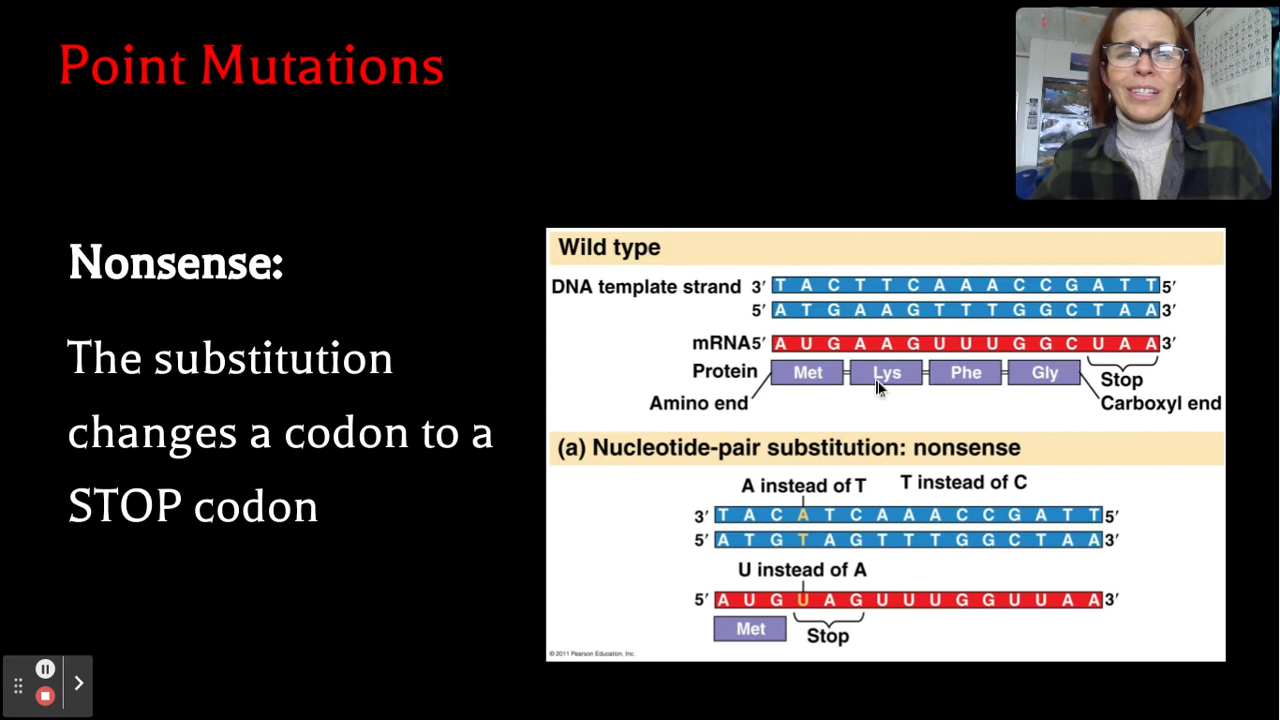 Point Mutations
Nonsense:
The substitution
changes a codon to a
STOP codon
Wild type
DNA template strand 3′ T A C T T C A A A C C G A T T 5′
5′ A T G A A G T T T G G C T A A 3′
mRNA 5′ A U G A A G U U U G G C U A A 3′
Protein Met Lys Phe Gly Stop
Amino end Carboxyl end
(a) Nucleotide-pair substitution: nonsense
A instead of T T instead of C
3′ T A C A T C A A A C C G A T T 5′
5′ A T G T A G T T T G G C T A A 3′
U instead of A
5′ A U G U A G U U U G G U U A A 3′
Met Stop
© 2011 Pearson Education, Inc.